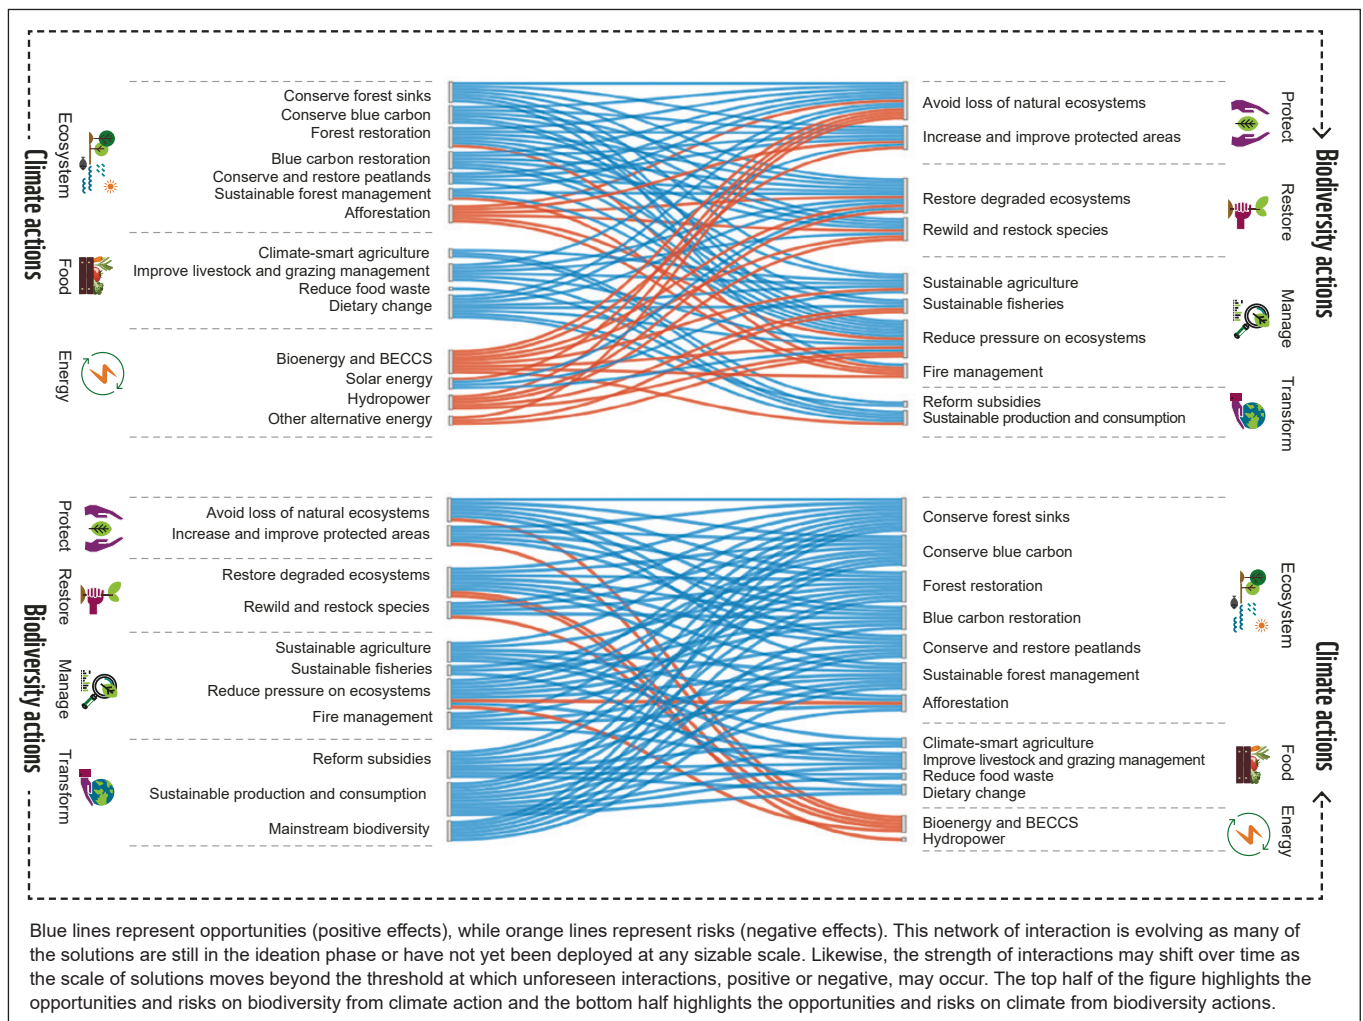 Climate actions
Ecosystem
Conserve forest sinks
Conserve blue carbon
Forest restoration
Blue carbon restoration
Conserve and restore peatlands
Sustainable forest management
Afforestation
Food
Climate-smart agriculture
Improve livestock and grazing management
Reduce food waste
Dietary change
Energy
Bioenergy and BECCS
Solar energy
Hydropower
Other alternative energy
Biodiversity actions
Protect
Avoid loss of natural ecosystems
Increase and improve protected areas
Restore
Restore degraded ecosystems
Rewild and restock species
Manage
Sustainable agriculture
Sustainable fisheries
Reduce pressure on ecosystems
Fire management
Transform
Reform subsidies
Sustainable production and consumption
Biodiversity actions
Protect
Avoid loss of natural ecosystems
Increase and improve protected areas
Restore
Restore degraded ecosystems
Rewild and restock species
Manage
Sustainable agriculture
Sustainable fisheries
Reduce pressure on ecosystems
Fire management
Transform
Reform subsidies
Sustainable production and consumption
Mainstream biodiversity
Climate actions
Ecosystem
Conserve forest sinks
Conserve blue carbon
Forest restoration
Blue carbon restoration
Conserve and restore peatlands
Sustainable forest management
Afforestation
Food
Climate-smart agriculture
Improve livestock and grazing management
Reduce food waste
Dietary change
Energy
Bioenergy and BECCS
Hydropower
Blue lines represent opportunities (positive effects), while orange lines represent risks (negative effects). This network of interaction is evolving as many of
the solutions are still in the ideation phase or have not yet been deployed at any sizable scale. Likewise, the strength of interactions may shift over time as
the scale of solutions moves beyond the threshold at which unforeseen interactions, positive or negative, may occur. The top half of the figure highlights the
opportunities and risks on biodiversity from climate action and the bottom half highlights the opportunities and risks on climate from biodiversity actions.